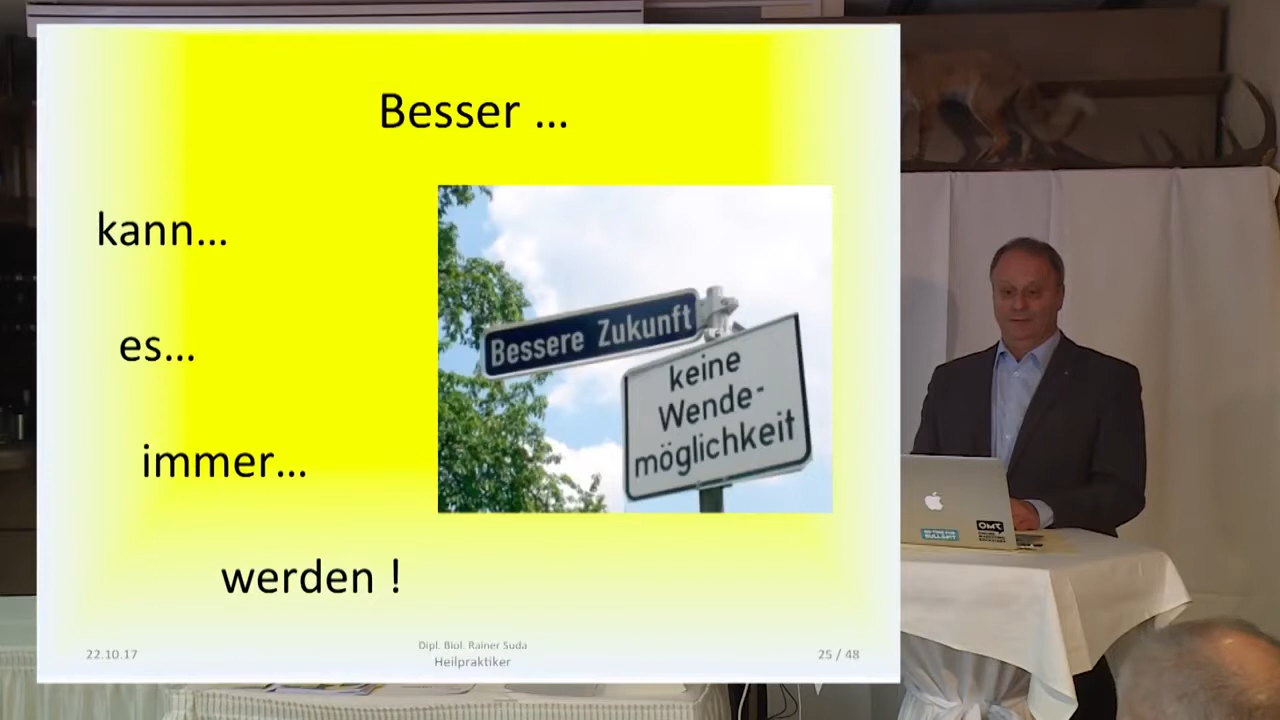 Besser ...
kann...
es...
immer...
werden !
Bessere Zukunft
keine
Wende-
möglichkeit
22.10.17
Dipl. Biol. Rainer Suda
Heilpraktiker
25 / 48
OMT